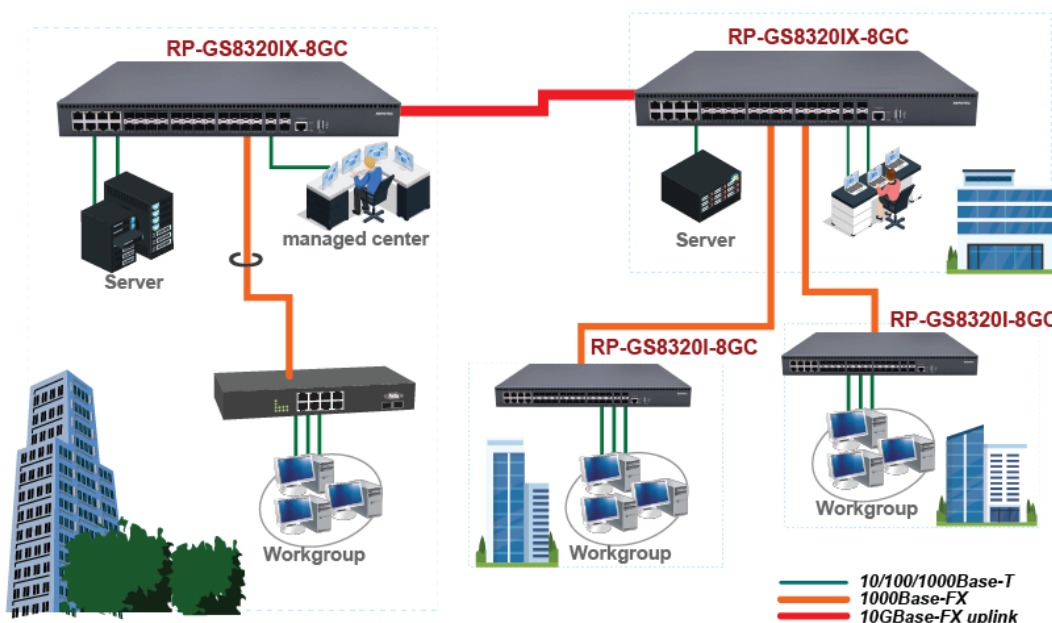 RP-GS8320IX-8GC
RP-GS8320IX-8GC
managed center
Server
Server
RP-GS8320I-8GC
RP-GS8320I-8GC
Workgroup
Workgroup
Workgroup
10/100/1000Base-T
1000Base-FX
10GBase-FX uplink